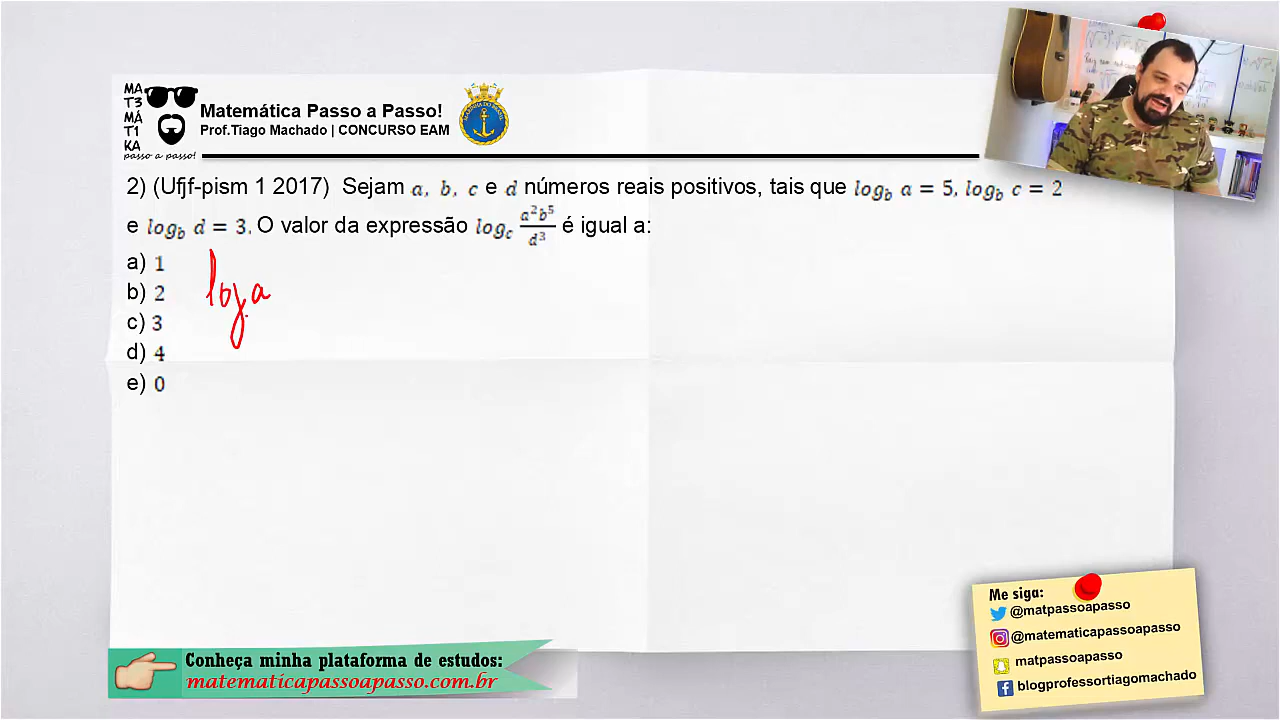 MA
T3
MÁ
T1
KA
passo a passo!
Matemática Passo a Passo!
Prof.Tiago Machado | CONCURSO EAM
MARINHA DO BRASIL
2) (Ufjf-pism 1 2017) Sejam a, b, c e d números reais positivos, tais que log_b a = 5, log_b c = 2
e log_b d = 3. O valor da expressão log_c a²b⁵/d³ é igual a:
a) 1
b) 2
c) 3
d) 4
e) 0
log a
Me siga:
@matpassoapasso
@matematicapassoapasso
matpassoapasso
blogprofessortiagomachado
Conheça minha plataforma de estudos:
matematicapassoapasso.com.br